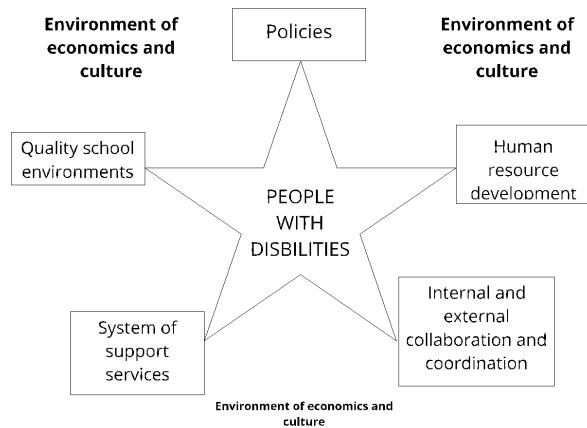 Environment of
economics and
culture
Policies
Environment of
economics and
culture
Quality school
environments
Human
resource
development
PEOPLE
WITH
DISBILITIES
System of
support
services
Internal and
external
collaboration and
coordination
Environment of economics and
culture